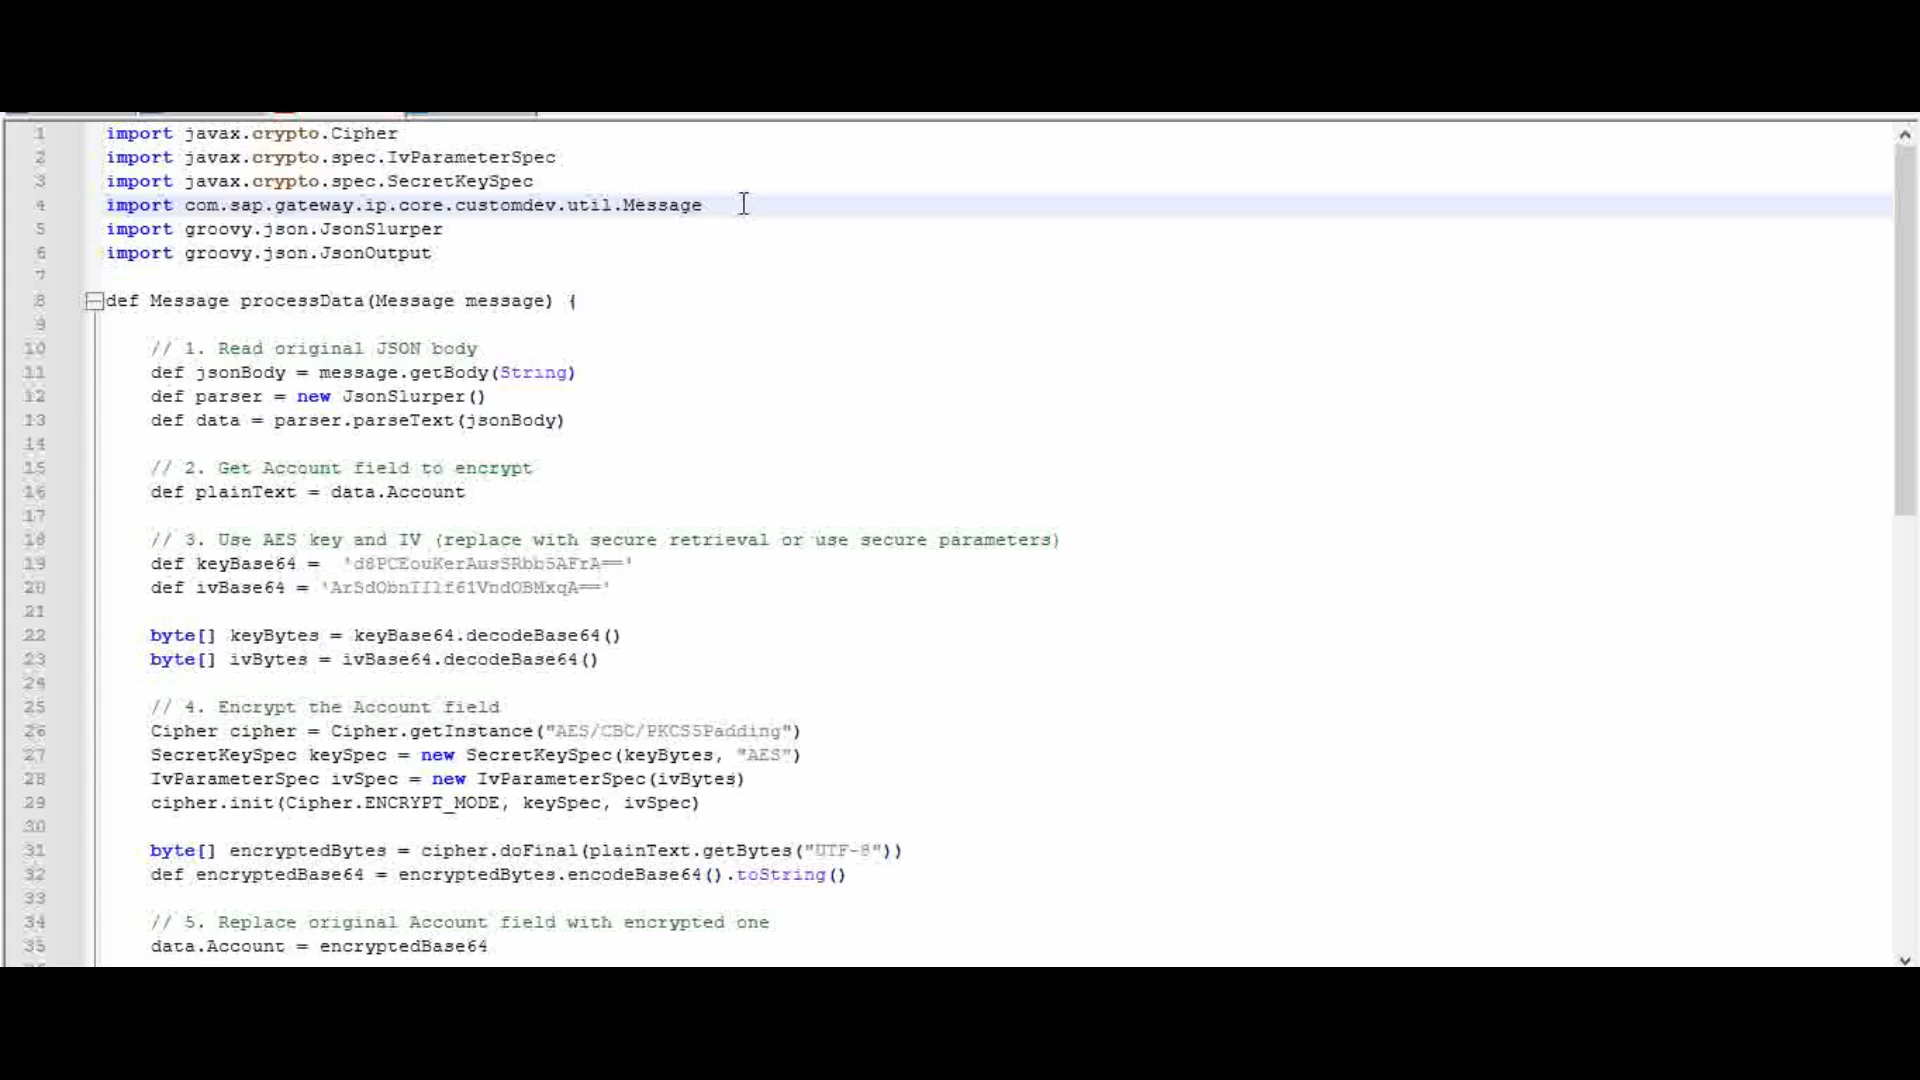 1 import javax.crypto.Cipher
2 import javax.crypto.spec.IvParameterSpec
3 import javax.crypto.spec.SecretKeySpec
4 import com.sap.gateway.ip.core.customdev.util.Message
5 import groovy.json.JsonSlurper
6 import groovy.json.JsonOutput
7
8 def Message processData(Message message) {
9
10 // 1. Read original JSON body
11 def jsonBody = message.getBody(String)
12 def parser = new JsonSlurper()
13 def data = parser.parseText(jsonBody)
14
15 // 2. Get Account field to encrypt
16 def plainText = data.Account
17
18 // 3. Use AES key and IV (replace with secure retrieval or use secure parameters)
19 def keyBase64 =
20 def ivBase64 =
21
22 byte[] keyBytes = keyBase64.decodeBase64()
23 byte[] ivBytes = ivBase64.decodeBase64()
24
25 // 4. Encrypt the Account field
26 Cipher cipher = Cipher.getInstance("AES/CBC/PKCS5Padding")
27 SecretKeySpec keySpec = new SecretKeySpec(keyBytes, "AES")
28 IvParameterSpec ivSpec = new IvParameterSpec(ivBytes)
29 cipher.init(Cipher.ENCRYPT_MODE, keySpec, ivSpec)
30
31 byte[] encryptedBytes = cipher.doFinal(plainText.getBytes("UTF-8"))
32 def encryptedBase64 = encryptedBytes.encodeBase64().toString()
33
34 // 5. Replace original Account field with encrypted one
35 data.Account = encryptedBase64